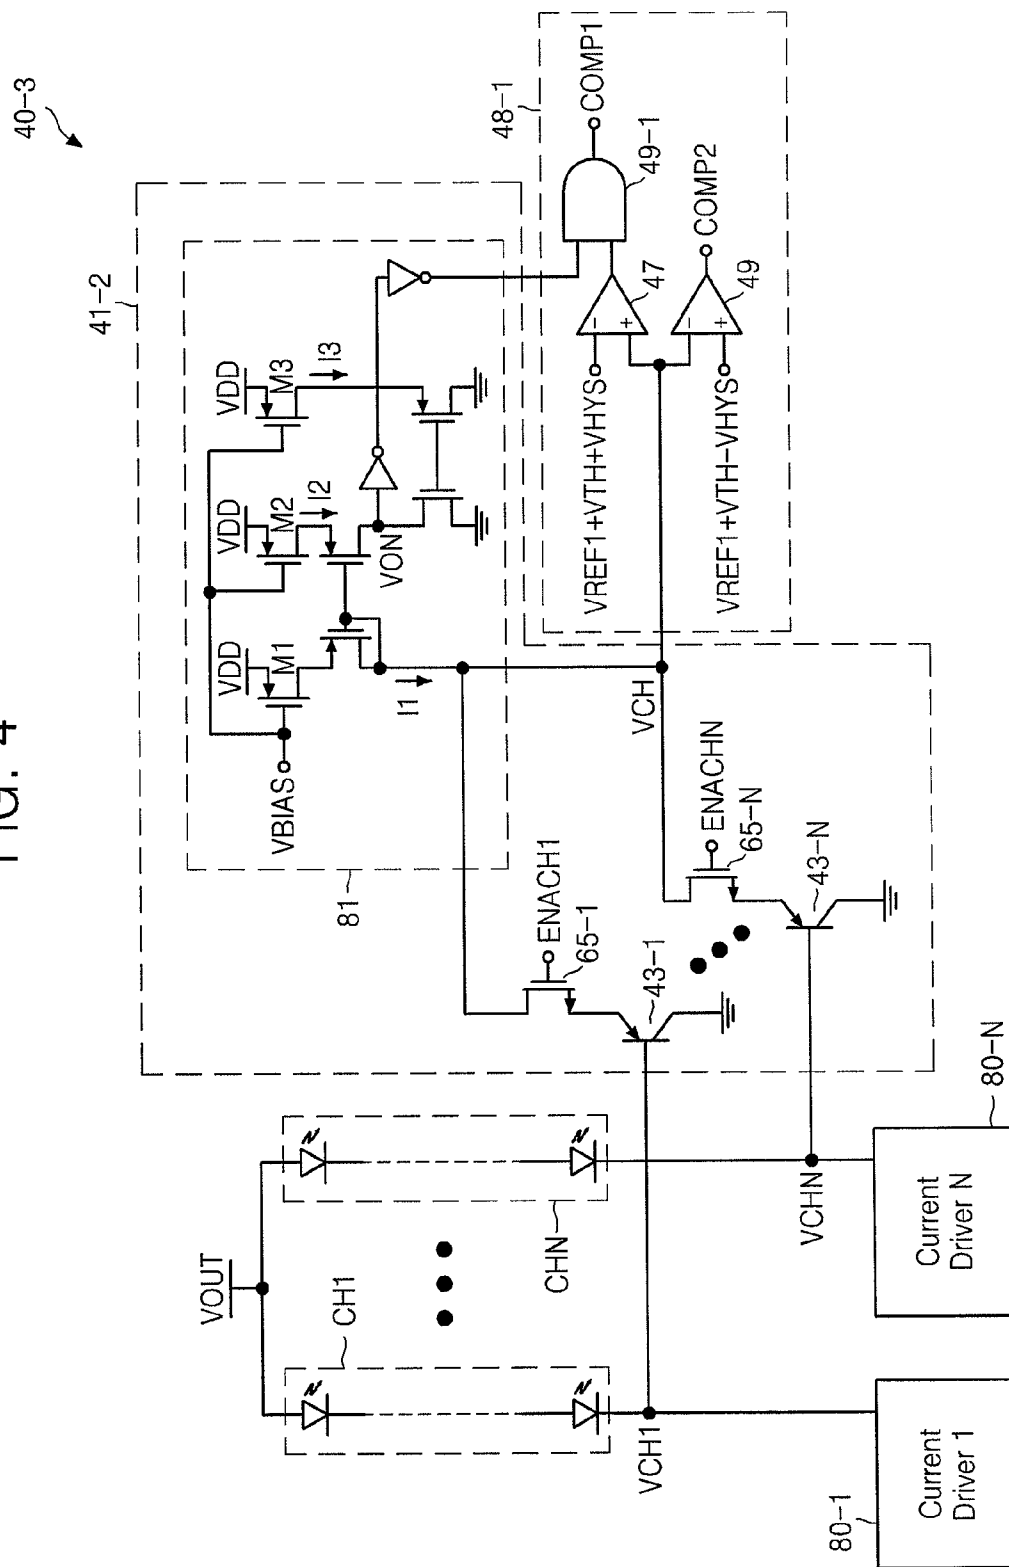 FIG. 4
40-3
41-2
48-1
81
VDD
VDD
VDD
M1
M2
M3
I1
I2
I3
VBIAS
VON
COMP1
49-1
47
COMP2
49
VREF1+VTH+VHYS
VREF1+VTH-VHYS
-
+
-
+
VCH
ENACH1
65-1
ENACHN
65-N
43-1
43-N
VOUT
CH1
CHN
VCH1
VCHN
80-1
Current
Driver 1
80-N
Current
Driver N